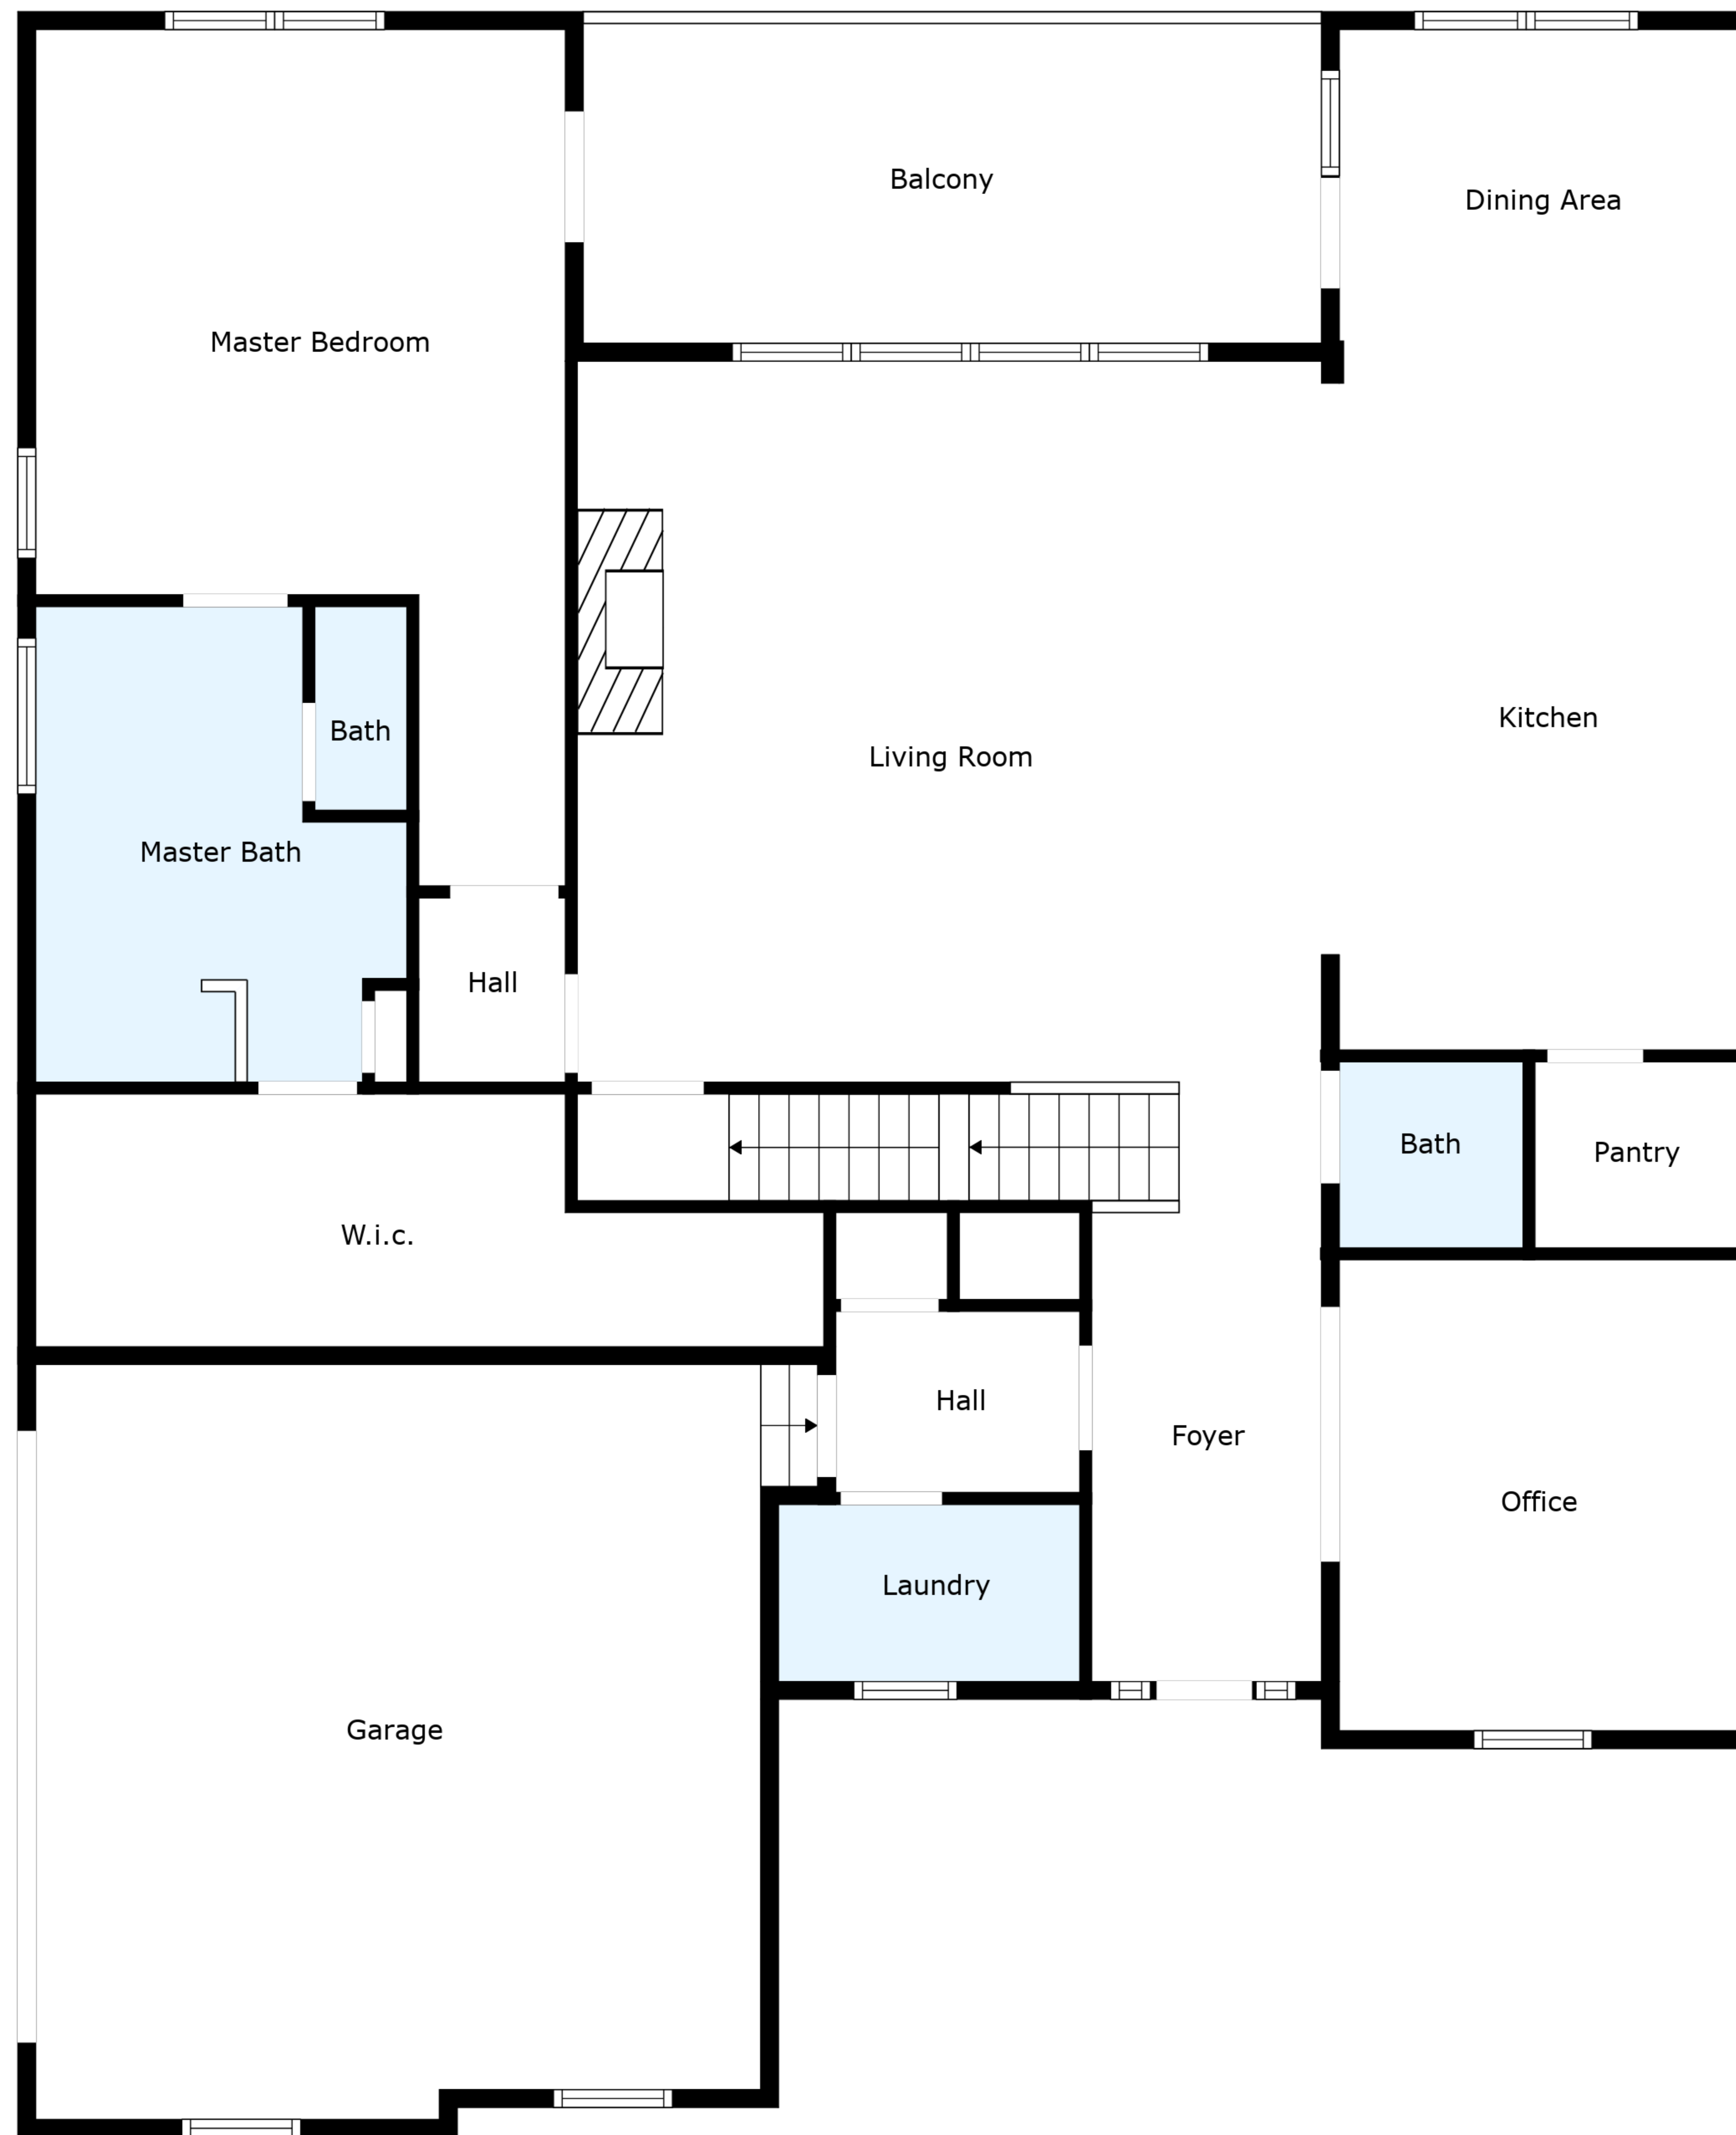 Balcony
Dining Area
Master Bedroom
Kitchen
Bath
Living Room
Master Bath
Hall
Bath
Pantry
W.i.c.
Hall
Foyer
Office
Laundry
Garage